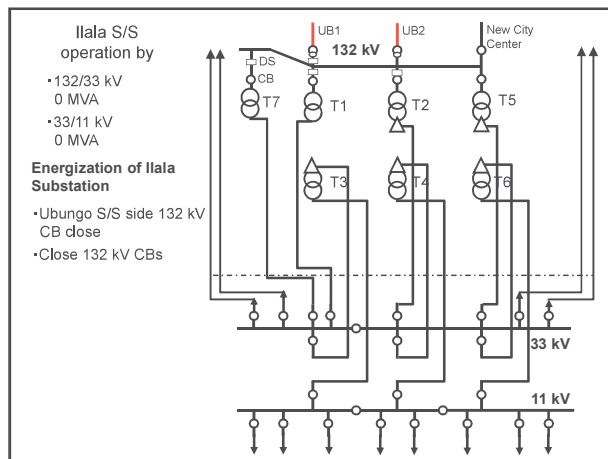 Ilala S/S
operation by
・132/33 kV
0 MVA
・33/11 kV
0 MVA
Energization of Ilala
Substation
・Ubungo S/S side 132 kV
CB close
・Close 132 kV CBs
UB1
UB2
New City
Center
132 kV
DS
CB
T7
T1
T2
T5
T3
T4
T6
33 kV
11 kV